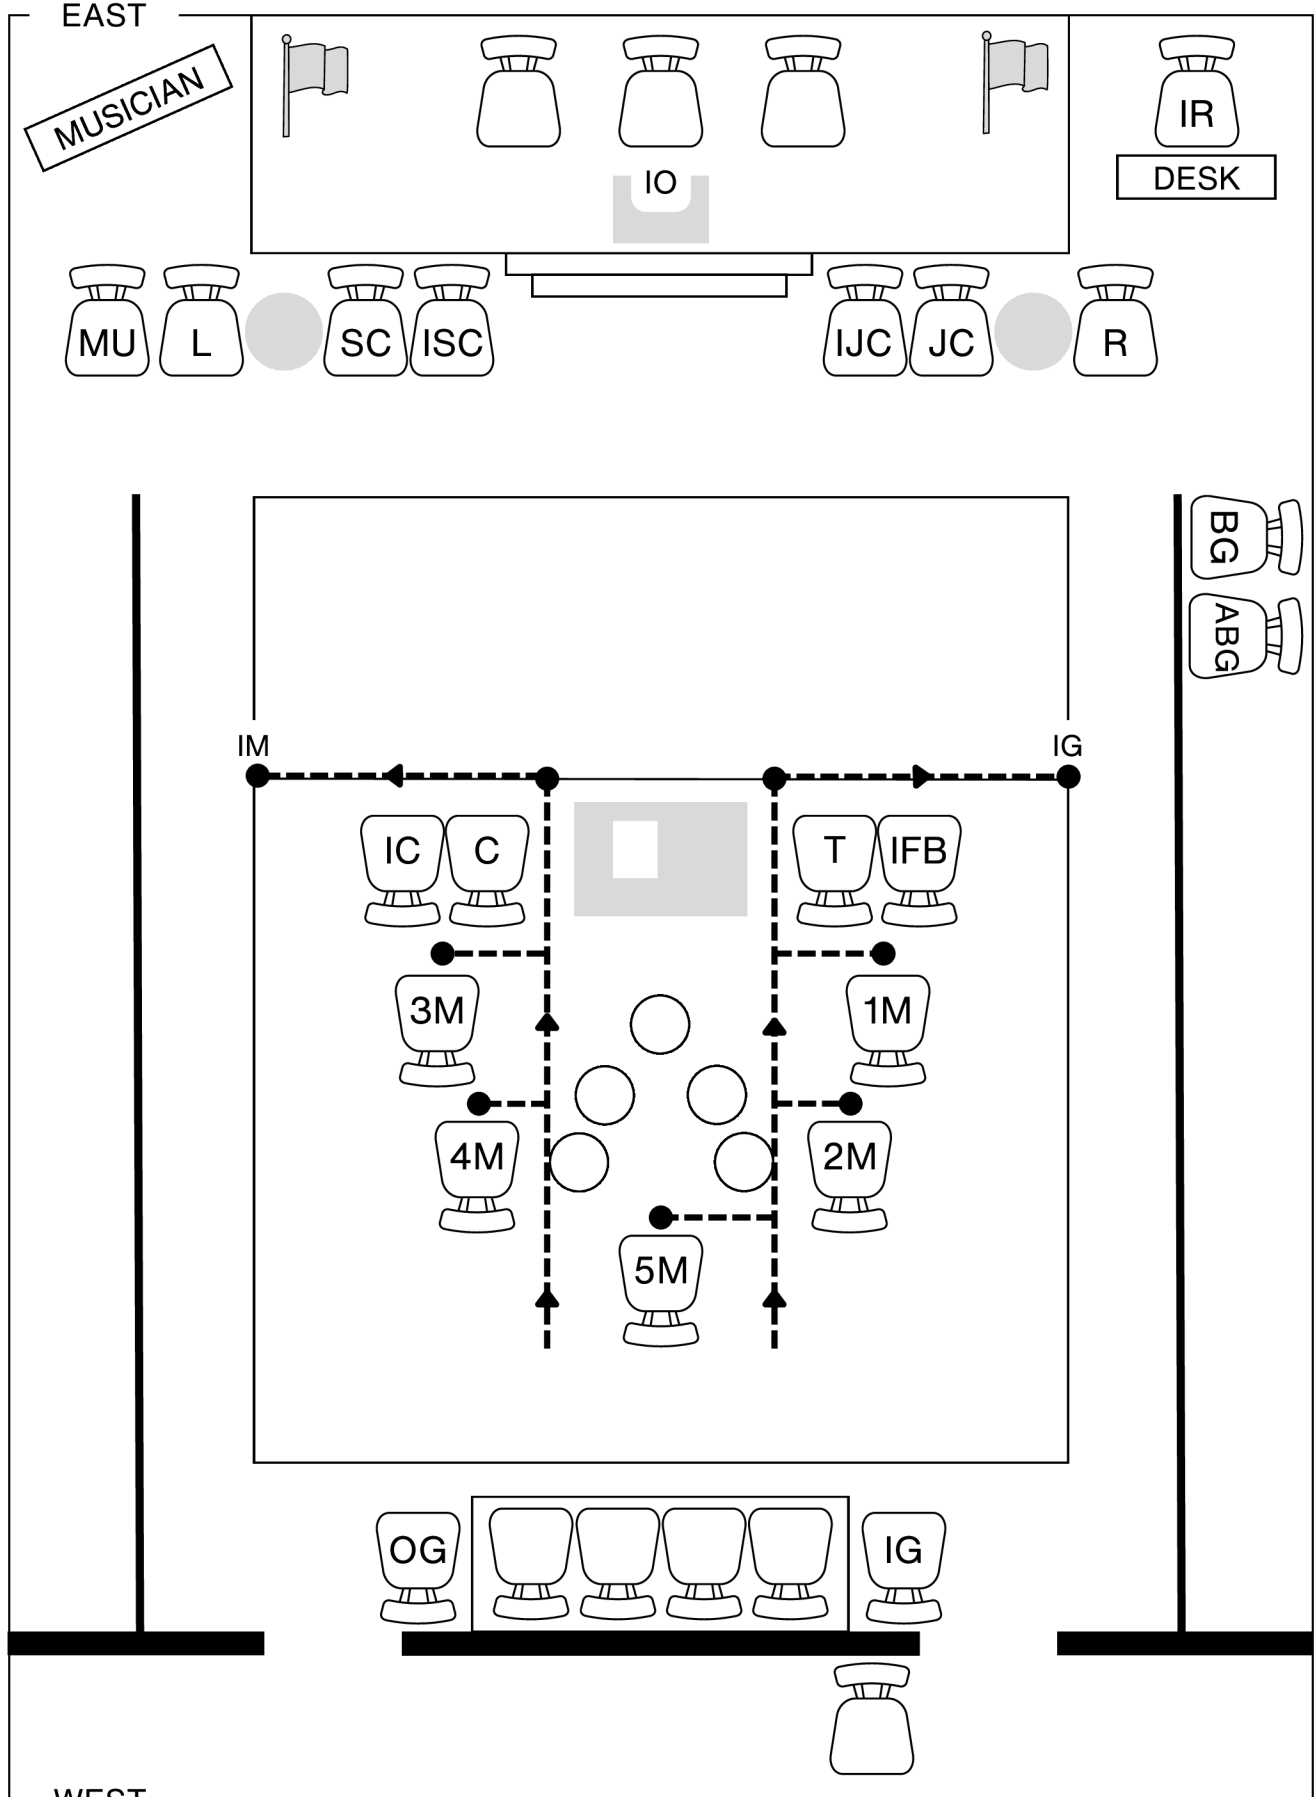 EAST
MUSICIAN
IR
DESK
IO
MU L SC ISC IJC JC R
BG
ABG
IM IG
IC C T IFB
3M 1M
4M 2M
5M
OG IG
WEST